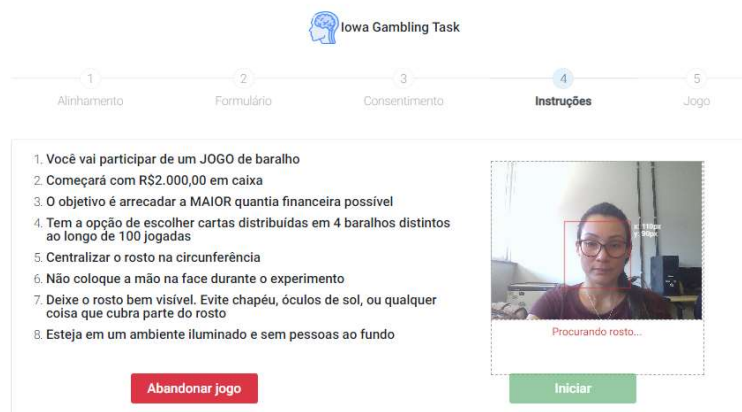 Iowa Gambling Task
1
2
3
4
5
Alinhamento
Formulário
Consentimento
Instruções
Jogo
1. Você vai participar de um JOGO de baralho
2. Começará com R$2.000,00 em caixa
3. O objetivo é arrecadar a MAIOR quantia financeira possível
4. Tem a opção de escolher cartas distribuídas em 4 baralhos distintos
ao longo de 100 jogadas
5. Centralizar o rosto na circunferência
6. Não coloque a mão na face durante o experimento
7. Deixe o rosto bem visível. Evite chapéu, óculos de sol, ou qualquer
coisa que cubra parte do rosto
8. Esteja em um ambiente iluminado e sem pessoas ao fundo
x: 119px
y: 90px
Procurando rosto...
Abandonar jogo
Iniciar